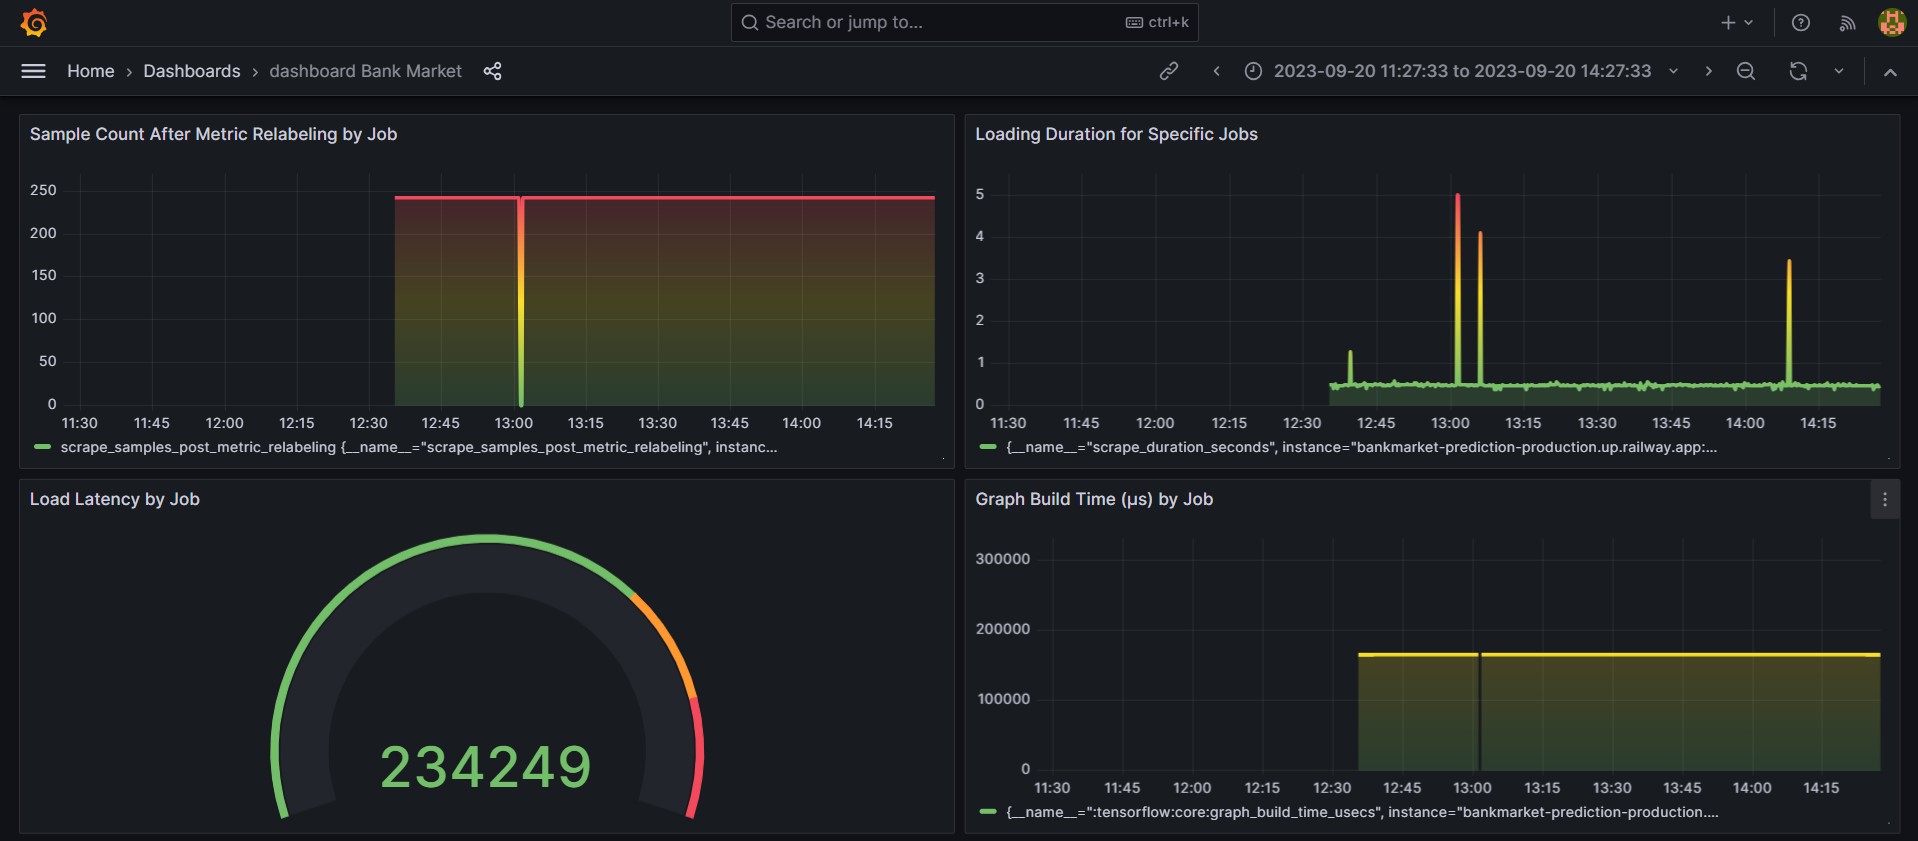 Search or jump to... ctrl+k
Home › Dashboards › dashboard Bank Market
2023-09-20 11:27:33 to 2023-09-20 14:27:33
Sample Count After Metric Relabeling by Job
250
200
150
100
50
0
11:30 11:45 12:00 12:15 12:30 12:45 13:00 13:15 13:30 13:45 14:00 14:15
scrape_samples_post_metric_relabeling {__name__="scrape_samples_post_metric_relabeling", instanc...
Loading Duration for Specific Jobs
5
4
3
2
1
0
11:30 11:45 12:00 12:15 12:30 12:45 13:00 13:15 13:30 13:45 14:00 14:15
{__name__="scrape_duration_seconds", instance="bankmarket-prediction-production.up.railway.app:...
Load Latency by Job
234249
Graph Build Time (µs) by Job
300000
200000
100000
0
11:30 11:45 12:00 12:15 12:30 12:45 13:00 13:15 13:30 13:45 14:00 14:15
{__name__=":tensorflow:core:graph_build_time_usecs", instance="bankmarket-prediction-production....